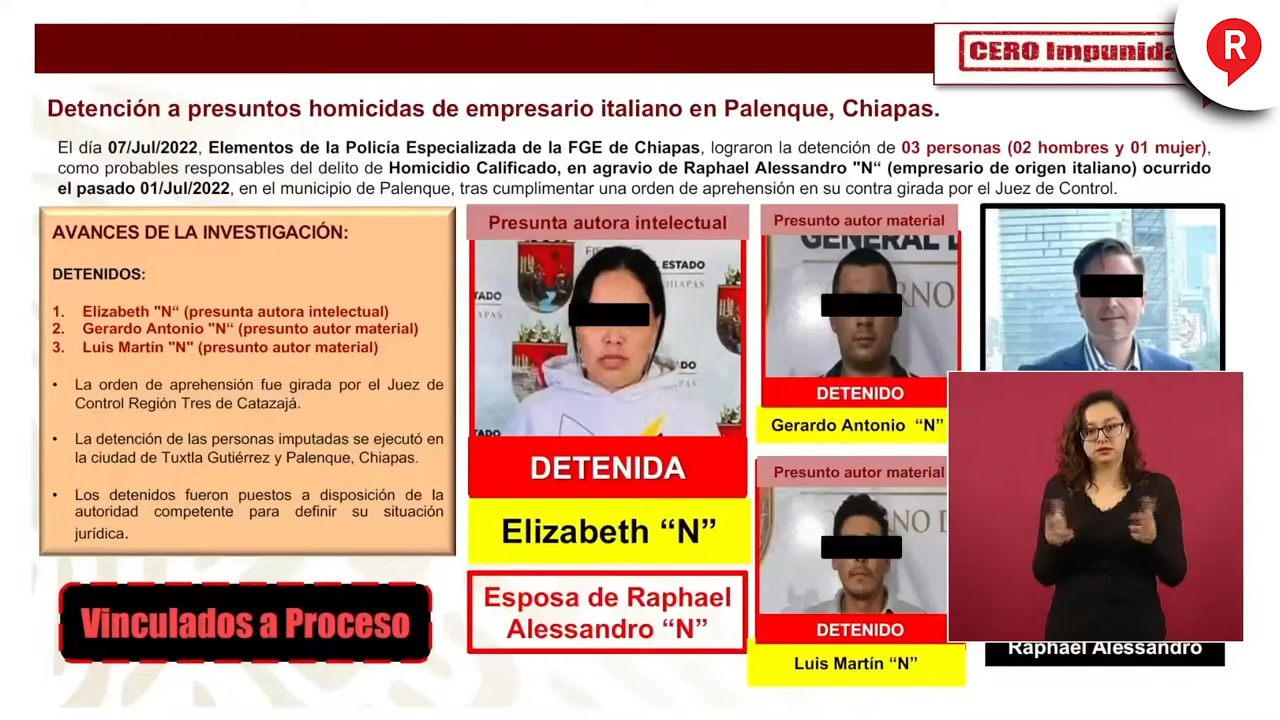 CERO Impunida
R
Detención a presuntos homicidas de empresario italiano en Palenque, Chiapas.
El día 07/Jul/2022, Elementos de la Policía Especializada de la FGE de Chiapas, lograron la detención de 03 personas (02 hombres y 01 mujer),
como probables responsables del delito de Homicidio Calificado, en agravio de Raphael Alessandro "N“ (empresario de origen italiano) ocurrido
el pasado 01/Jul/2022, en el municipio de Palenque, tras cumplimentar una orden de aprehensión en su contra girada por el Juez de Control.
AVANCES DE LA INVESTIGACIÓN:
DETENIDOS:
1. Elizabeth "N“ (presunta autora intelectual)
2. Gerardo Antonio "N“ (presunto autor material)
3. Luis Martín "N" (presunto autor material)
• La orden de aprehensión fue girada por el Juez de
Control Región Tres de Catazajá.
• La detención de las personas imputadas se ejecutó en
la ciudad de Tuxtla Gutiérrez y Palenque, Chiapas.
• Los detenidos fueron puestos a disposición de la
autoridad competente para definir su situación
jurídica.
Vinculados a Proceso
Presunta autora intelectual
ESTADO
HIAPAS
TADO
APAS
DETENIDA
Elizabeth “N”
Esposa de Raphael
Alessandro “N”
Presunto autor material
GENERAL
DETENIDO
Gerardo Antonio “N”
Presunto autor material
DETENIDO
Luis Martín “N”
Raphael Alessandro